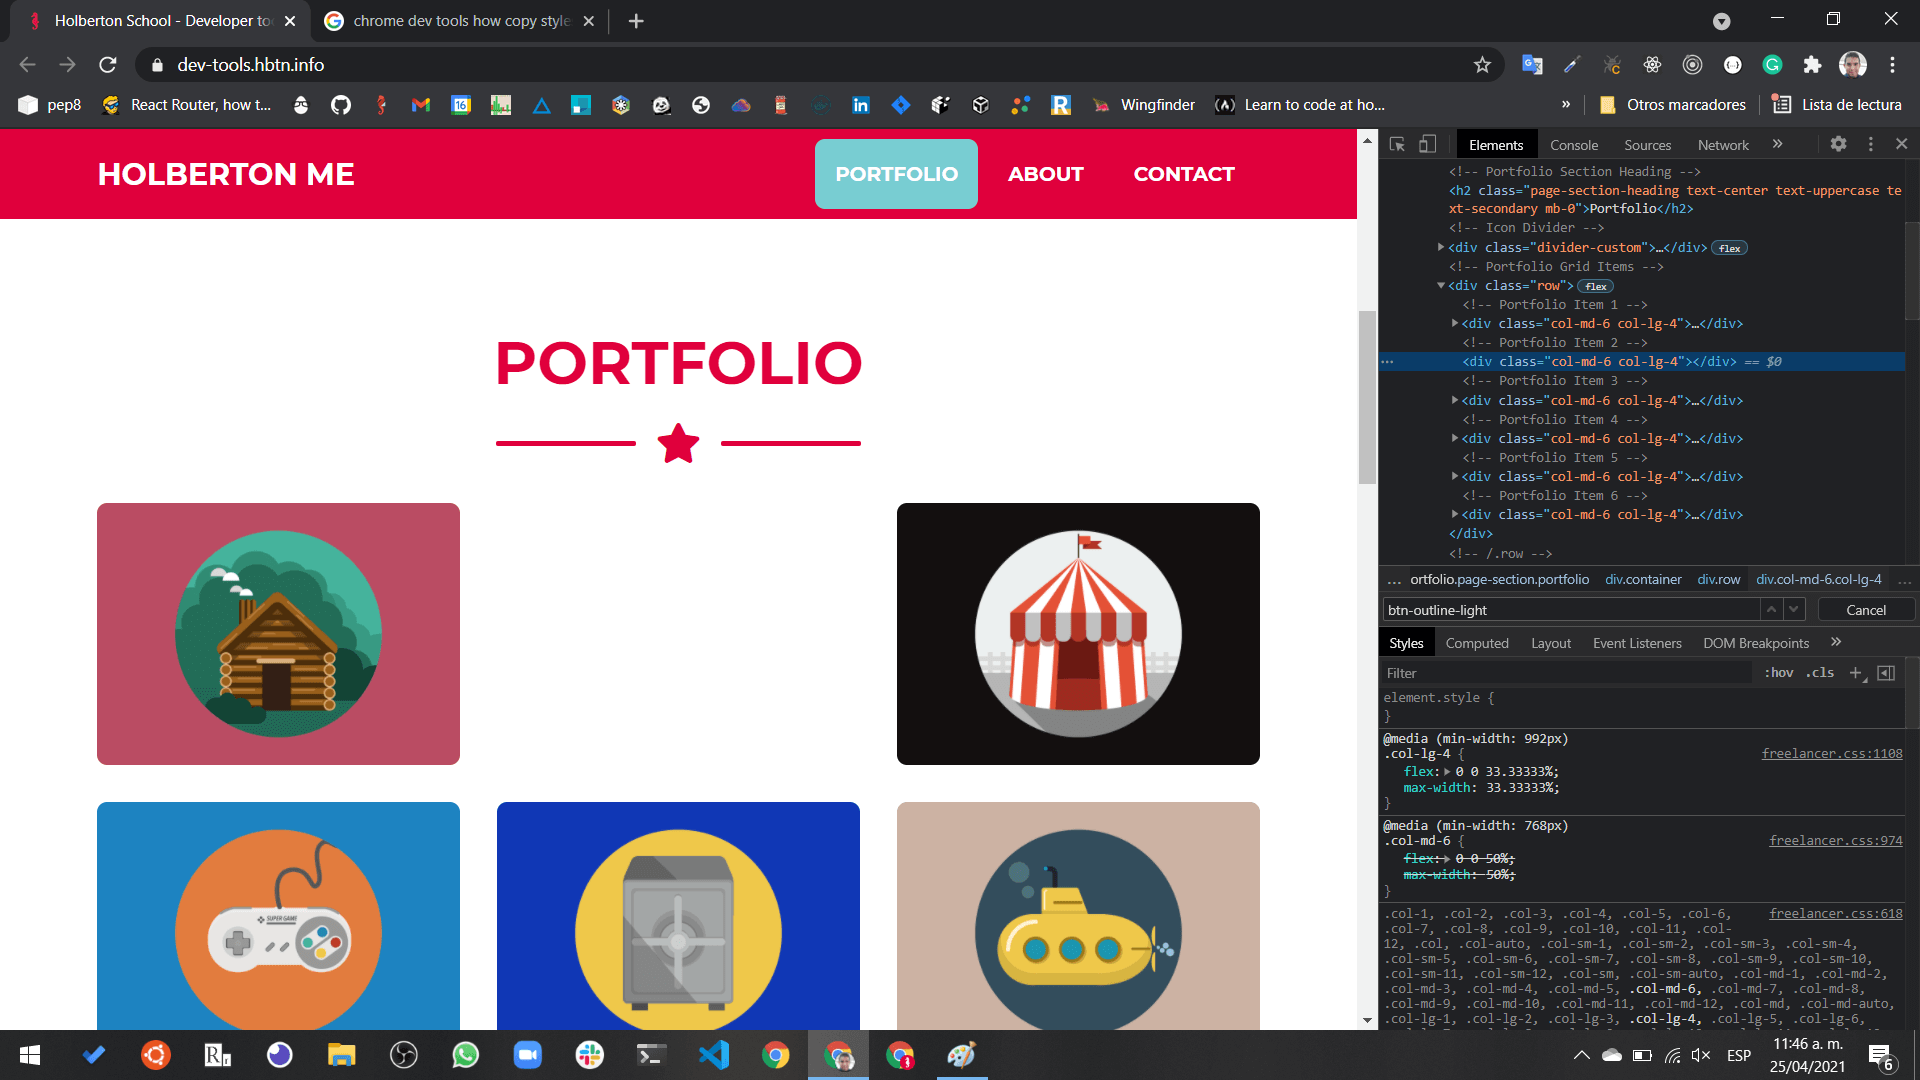 Holberton School - Developer to
chrome dev tools how copy style
dev-tools.hbtn.info
pep8
React Router, how t...
Wingfinder
Learn to code at ho...
»
Otros marcadores
Lista de lectura
HOLBERTON ME
PORTFOLIO
ABOUT
CONTACT
PORTFOLIO
SUPER GAME
Elements
Console
Sources
Network
»
<!-- Portfolio Section Heading -->
<h2 class="page-section-heading text-center text-uppercase te
xt-secondary mb-0">Portfolio</h2>
<!-- Icon Divider -->
<div class="divider-custom">…</div> flex
<!-- Portfolio Grid Items -->
<div class="row"> flex
<!-- Portfolio Item 1 -->
<div class="col-md-6 col-lg-4">…</div>
<!-- Portfolio Item 2 -->
... <div class="col-md-6 col-lg-4"></div> == $0
<!-- Portfolio Item 3 -->
<div class="col-md-6 col-lg-4">…</div>
<!-- Portfolio Item 4 -->
<div class="col-md-6 col-lg-4">…</div>
<!-- Portfolio Item 5 -->
<div class="col-md-6 col-lg-4">…</div>
<!-- Portfolio Item 6 -->
<div class="col-md-6 col-lg-4">…</div>
</div>
<!-- /.row -->
... ortfolio.page-section.portfolio div.container div.row div.col-md-6.col-lg-4 ...
btn-outline-light
Cancel
Styles
Computed
Layout
Event Listeners
DOM Breakpoints
»
Filter
:hov .cls +
element.style {
}
@media (min-width: 992px)
.col-lg-4 { freelancer.css:1108
flex: 0 0 33.33333%;
max-width: 33.33333%;
}
@media (min-width: 768px)
.col-md-6 { freelancer.css:974
flex: 0 0 50%;
max-width: 50%;
}
.col-1, .col-2, .col-3, .col-4, .col-5, .col-6, freelancer.css:618
.col-7, .col-8, .col-9, .col-10, .col-11, .col-
12, .col, .col-auto, .col-sm-1, .col-sm-2, .col-sm-3, .col-sm-4,
.col-sm-5, .col-sm-6, .col-sm-7, .col-sm-8, .col-sm-9, .col-sm-10,
.col-sm-11, .col-sm-12, .col-sm, .col-sm-auto, .col-md-1, .col-md-2,
.col-md-3, .col-md-4, .col-md-5, .col-md-6, .col-md-7, .col-md-8,
.col-md-9, .col-md-10, .col-md-11, .col-md-12, .col-md, .col-md-auto,
.col-lg-1, .col-lg-2, .col-lg-3, .col-lg-4, .col-lg-5, .col-lg-6,
ESP
11:46 a. m.
25/04/2021
6